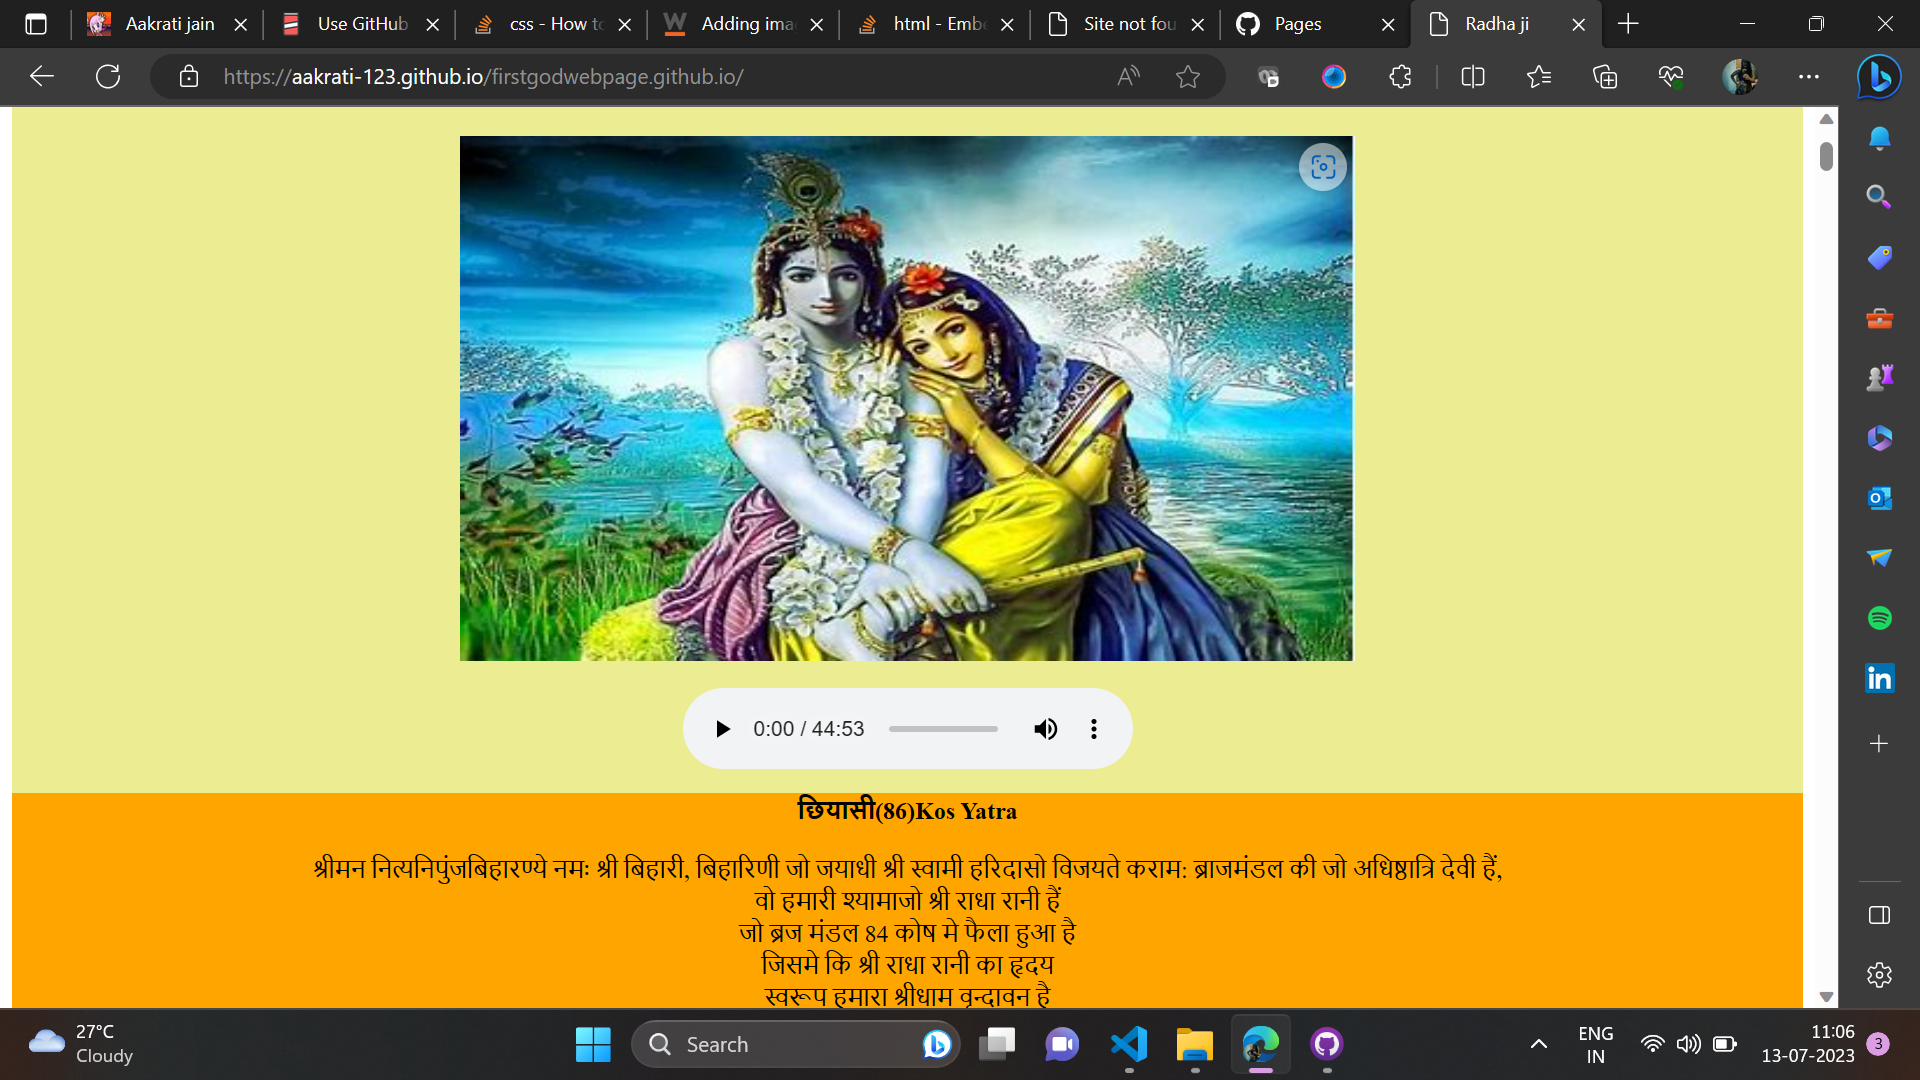 Aakrati jain
Use GitHub
css - How to
Adding ima
html - Embe
Site not fou
Pages
Radha ji
https://aakrati-123.github.io/firstgodwebpage.github.io/
0:00 / 44:53
छियासी(86)Kos Yatra
श्रीमन नित्यनिपुंजबिहारण्ये नमः श्री बिहारी, बिहारिणी जो जयाधी श्री स्वामी हरिदासो विजयते कराम: ब्राजमंडल की जो अधिष्ठात्रि देवी हैं,
वो हमारी श्यामाजो श्री राधा रानी हैं
जो ब्रज मंडल 84 कोष मे फैला हुआ है
जिसमे कि श्री राधा रानी का हृदय
स्वरूप हमारा श्रीधाम वृन्दावन है
27°C
Cloudy
Search
ENG
IN
11:06
13-07-2023
3